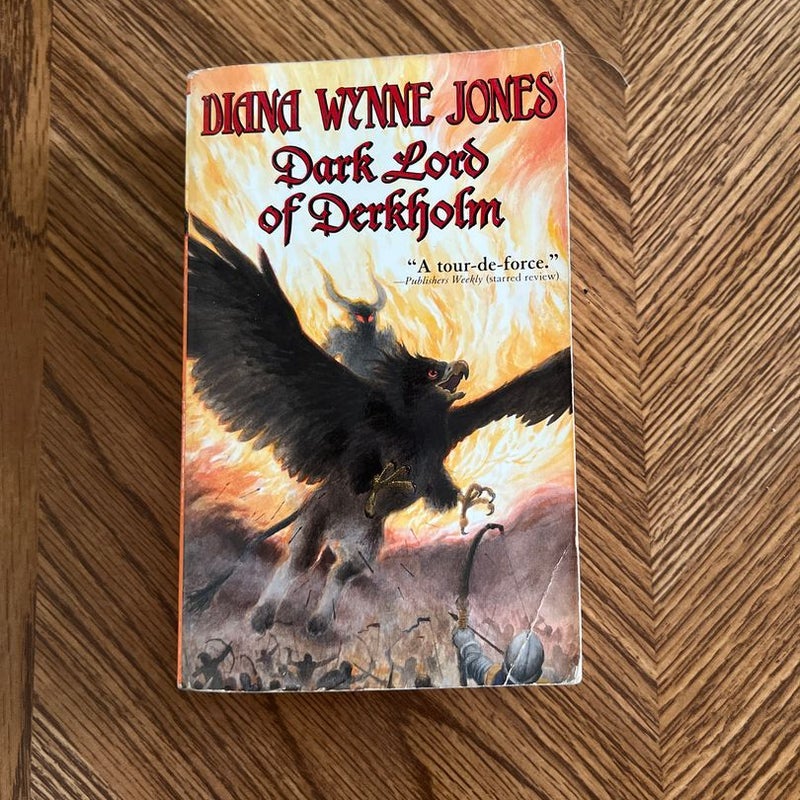 DIANA WYNNE JONES
Dark Lord
of Derkholm
“A tour-de-force.”
—Publishers Weekly (starred review)